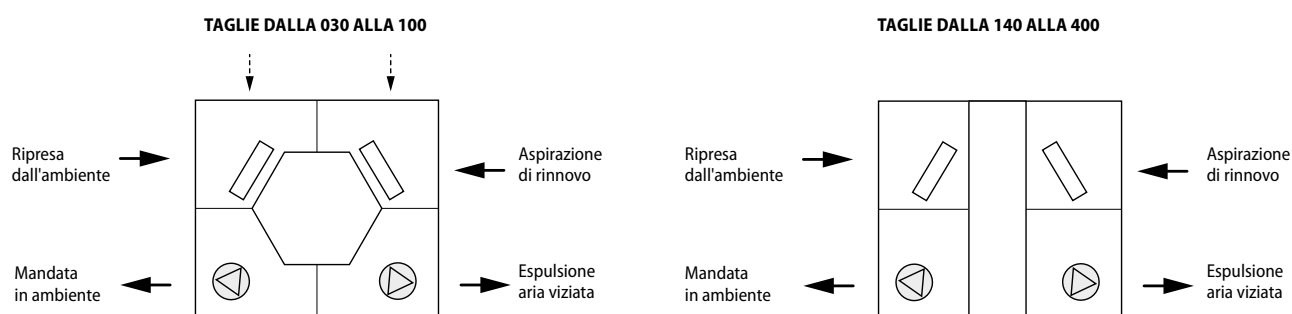 TAGLIE DALLA 030 ALLA 100
Ripresa
dall'ambiente
Aspirazione
di rinnovo
Mandata
in ambiente
Espulsione
aria viziata
TAGLIE DALLA 140 ALLA 400
Ripresa
dall'ambiente
Aspirazione
di rinnovo
Mandata
in ambiente
Espulsione
aria viziata